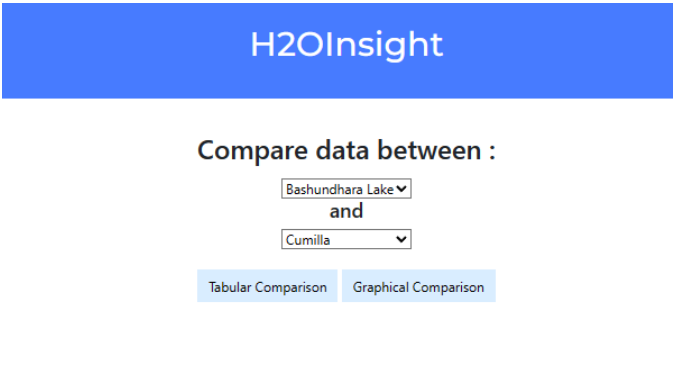 H2OInsight
Compare data between :
Bashundhara Lake
and
Cumilla
Tabular Comparison Graphical Comparison